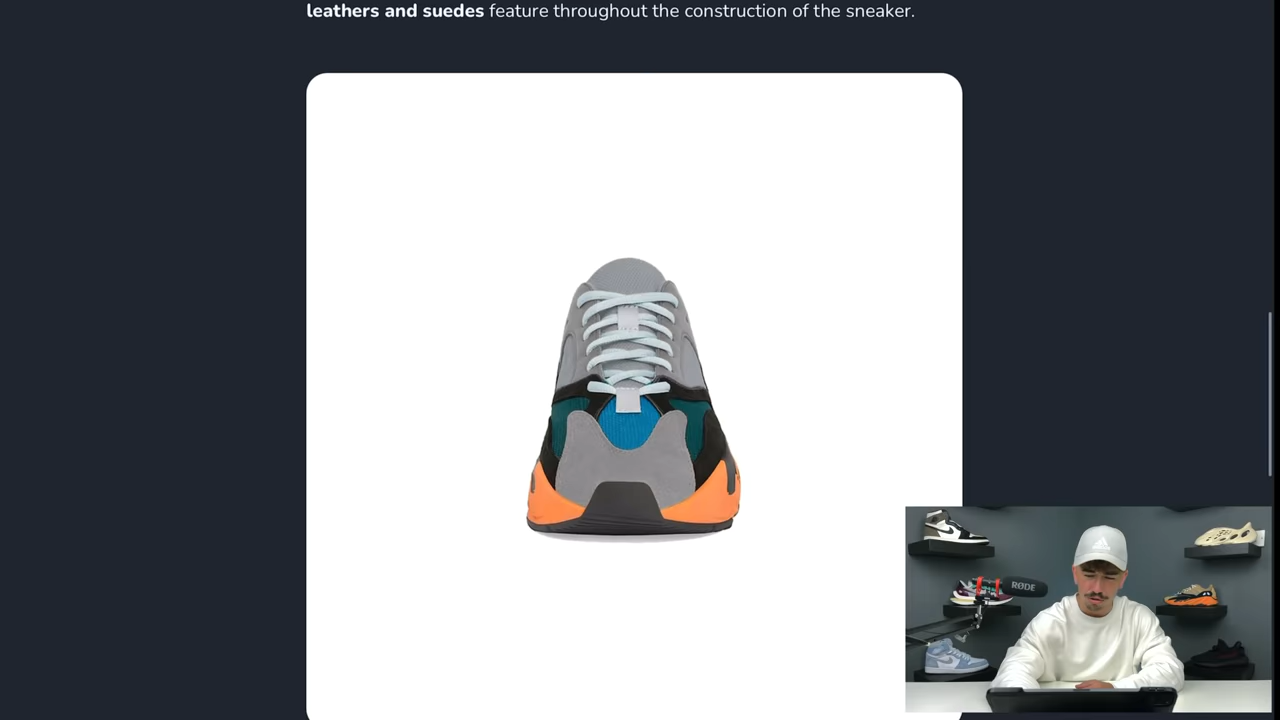 leathers and suedes feature throughout the construction of the sneaker.
RØDE